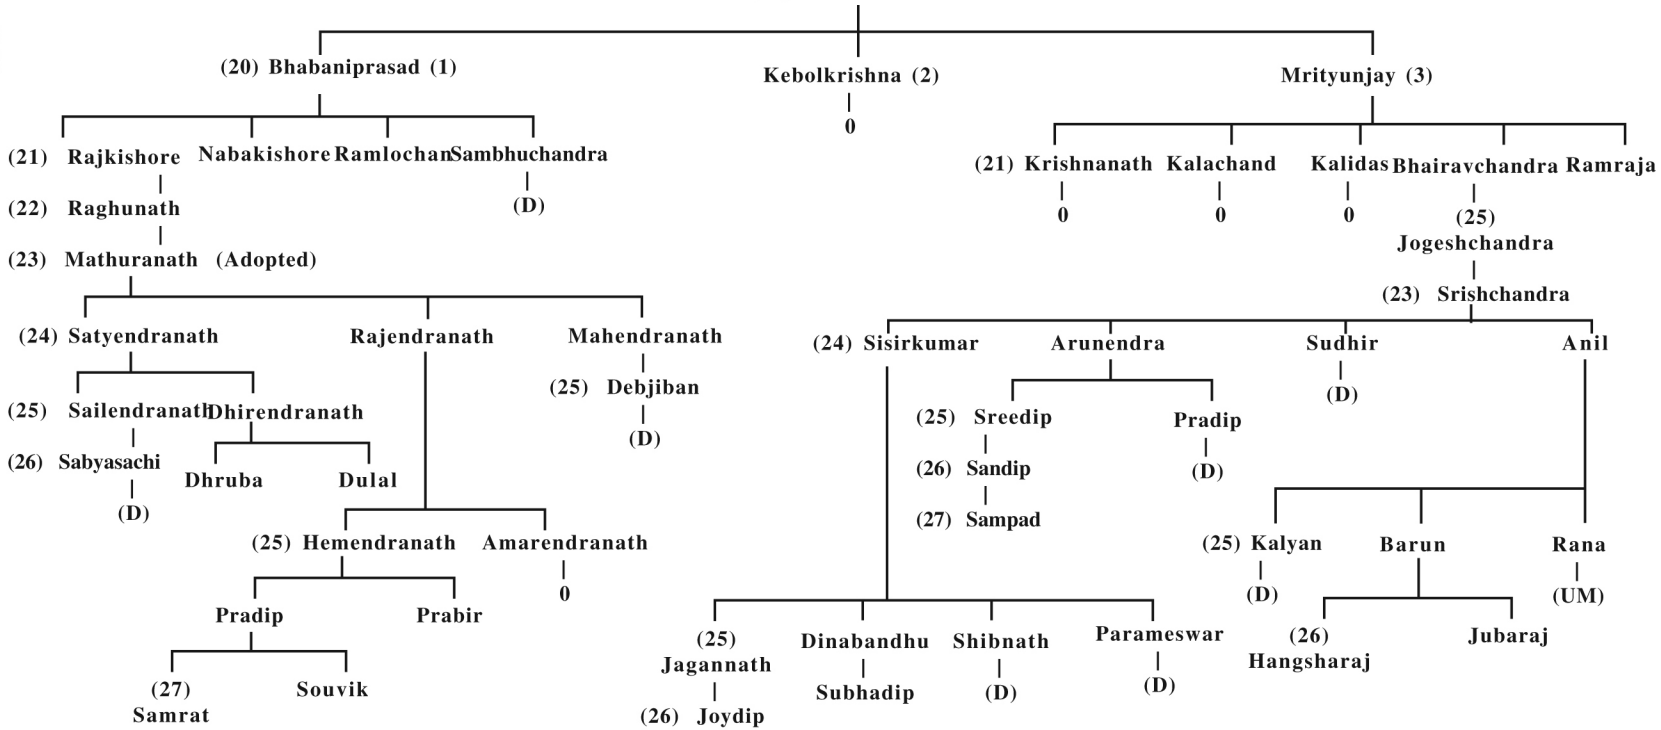 (20) Bhabaniprasad (1)
Kebolkrishna (2)
Mrityunjay (3)
0
(21) Rajkishore Nabakishore Ramlochan Sambhuchandra
(21) Krishnanath Kalachand Kalidas Bhairavchandra Ramraja
(D)
0 0 0 (25)
(22) Raghunath
Jogeshchandra
(23) Mathuranath (Adopted)
(23) Srishchandra
(24) Satyendranath Rajendranath Mahendranath
(24) Sisirkumar Arunendra Sudhir Anil
(25) Debjiban
(D)
(25) Sailendranath Dhirendranath
(25) Sreedip Pradip
(D)
(26) Sabyasachi
(26) Sandip (D)
Dhruba Dulal
(D)
(27) Sampad
(25) Hemendranath Amarendranath
(25) Kalyan Barun Rana
0
(D) (UM)
Pradip Prabir
(25) Dinabandhu Shibnath Parameswar
(26) Jubaraj
Jagannath
Hangsharaj
(27) Souvik
Subhadip (D) (D)
Samrat
(26) Joydip